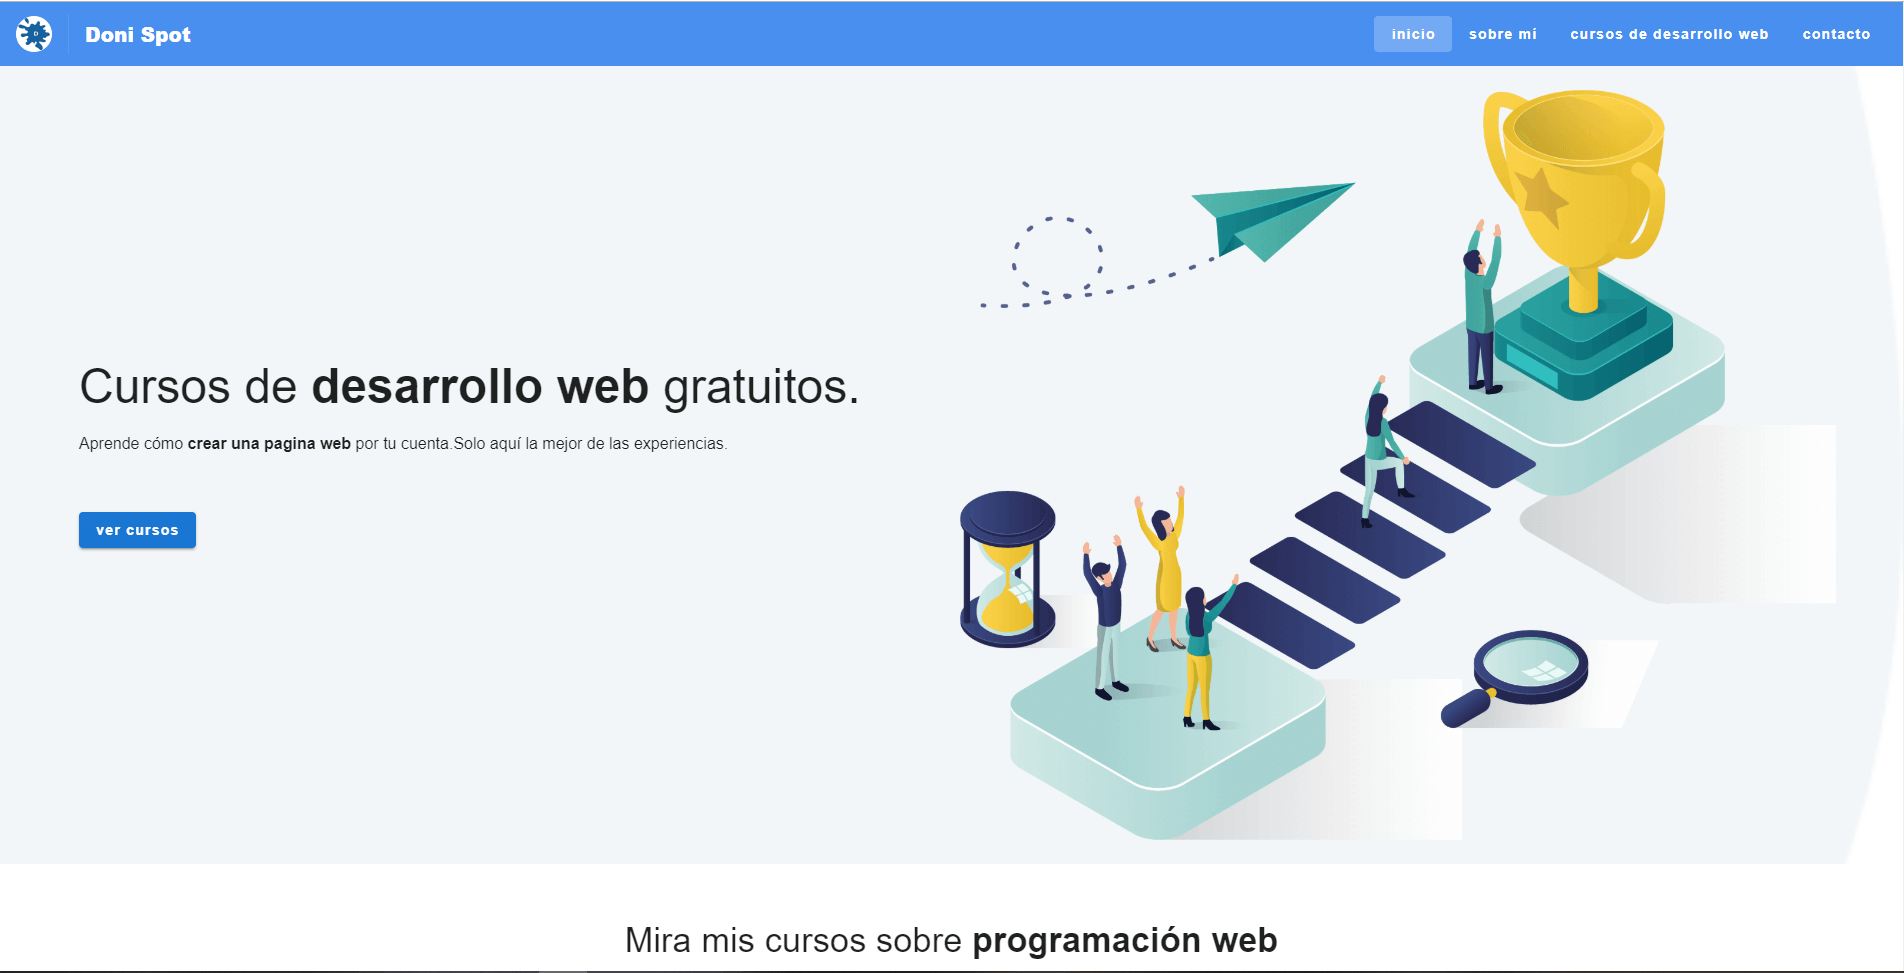 Doni Spot
inicio
sobre mí
cursos de desarrollo web
contacto
Cursos de desarrollo web gratuitos.
Aprende cómo crear una pagina web por tu cuenta.Solo aquí la mejor de las experiencias.
ver cursos
Mira mis cursos sobre programación web